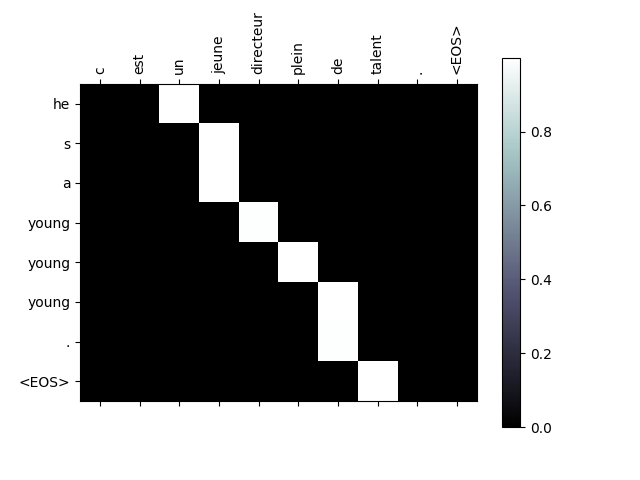 c est un jeune directeur plein de talent . <EOS>
he
s
a
young
young
young
.
<EOS>
0.8
0.6
0.4
0.2
0.0